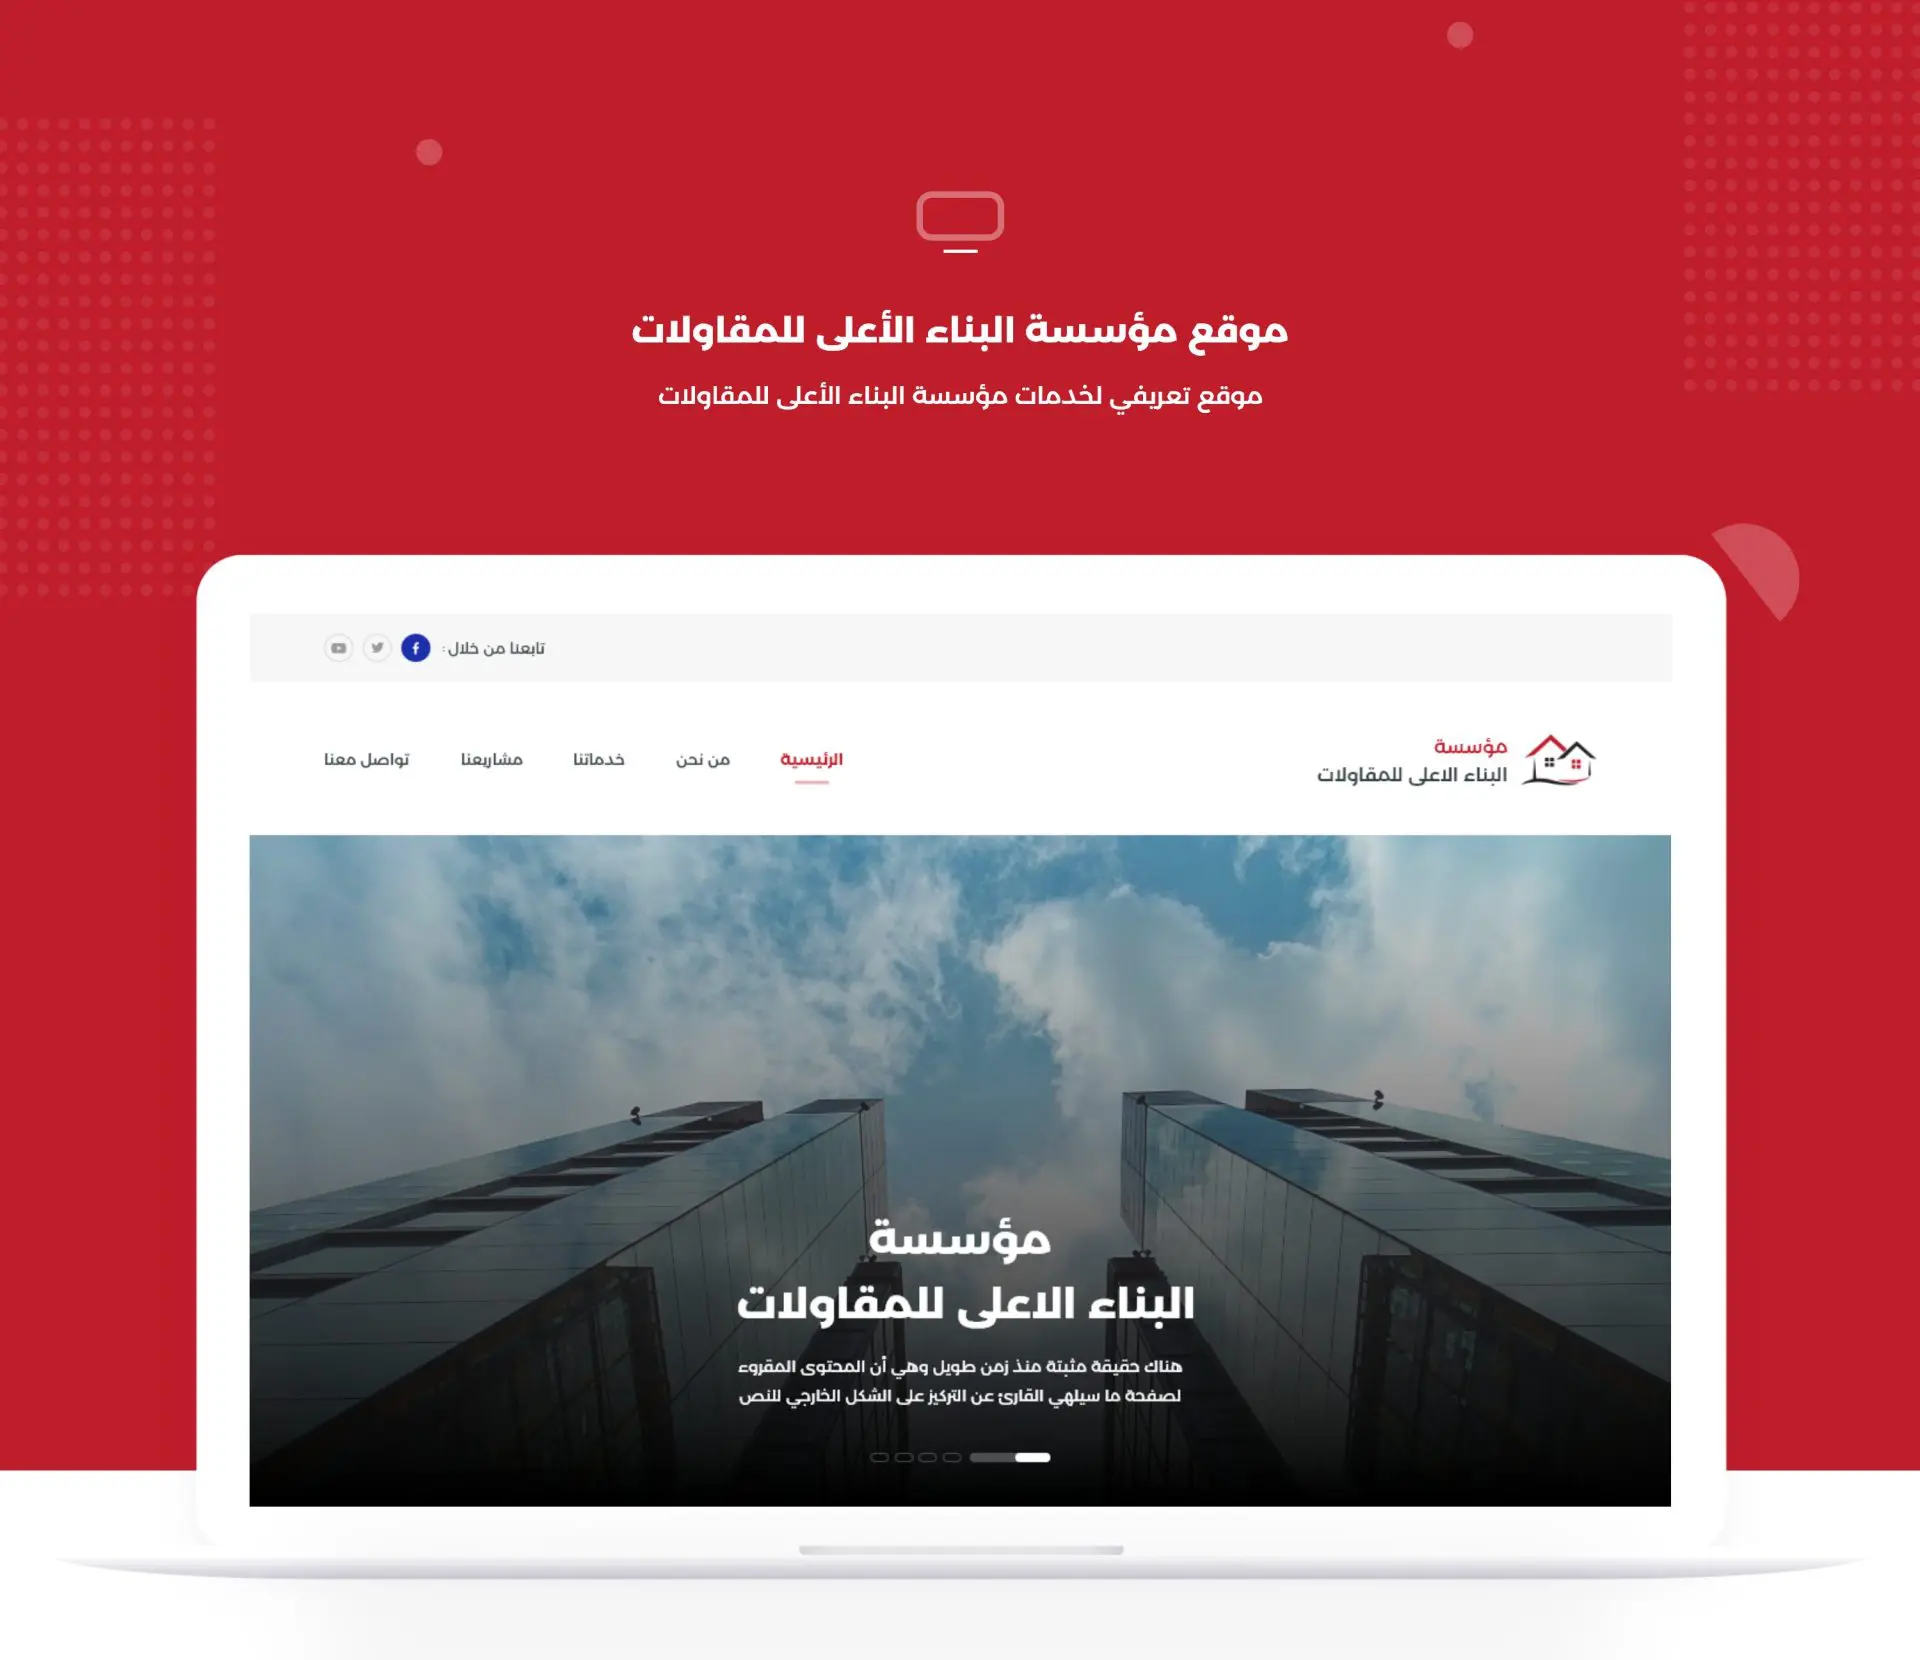 موقع مؤسسة البناء الأعلى للمقاولات
موقع تعريفي لخدمات مؤسسة البناء الأعلى للمقاولات
تابعنا من خلال :
مؤسسة
البناء الاعلى للمقاولات
الرئيسية
من نحن
خدماتنا
مشاريعنا
تواصل معنا
مؤسسة
البناء الاعلى للمقاولات
هناك حقيقة مثبتة منذ زمن طويل وهي أن المحتوى المقروء
لصفحة ما سيلهي القارئ عن التركيز على الشكل الخارجي للنص